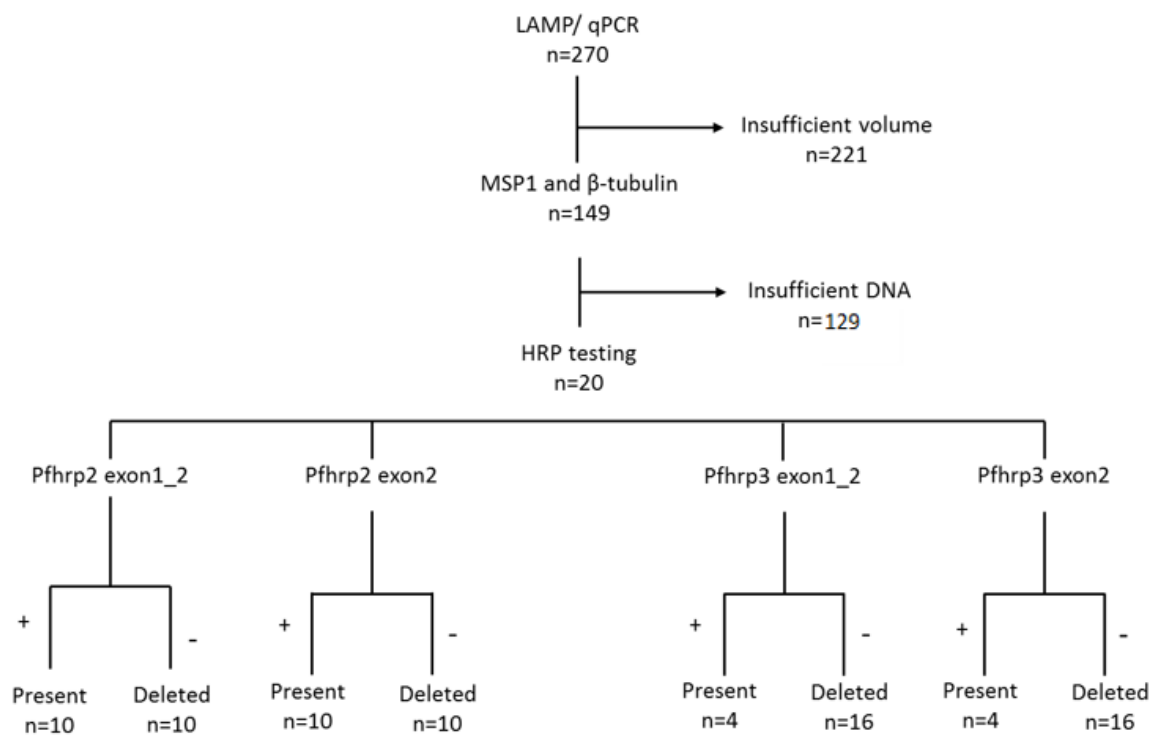 LAMP/ qPCR
n=270
Insufficient volume
n=221
MSP1 and β-tubulin
n=149
Insufficient DNA
n=129
HRP testing
n=20
Pfhrp2 exon1_2
Pfhrp2 exon2
Pfhrp3 exon1_2
Pfhrp3 exon2
+
-
+
-
+
-
+
-
Present
n=10
Deleted
n=10
Present
n=10
Deleted
n=10
Present
n=4
Deleted
n=16
Present
n=4
Deleted
n=16